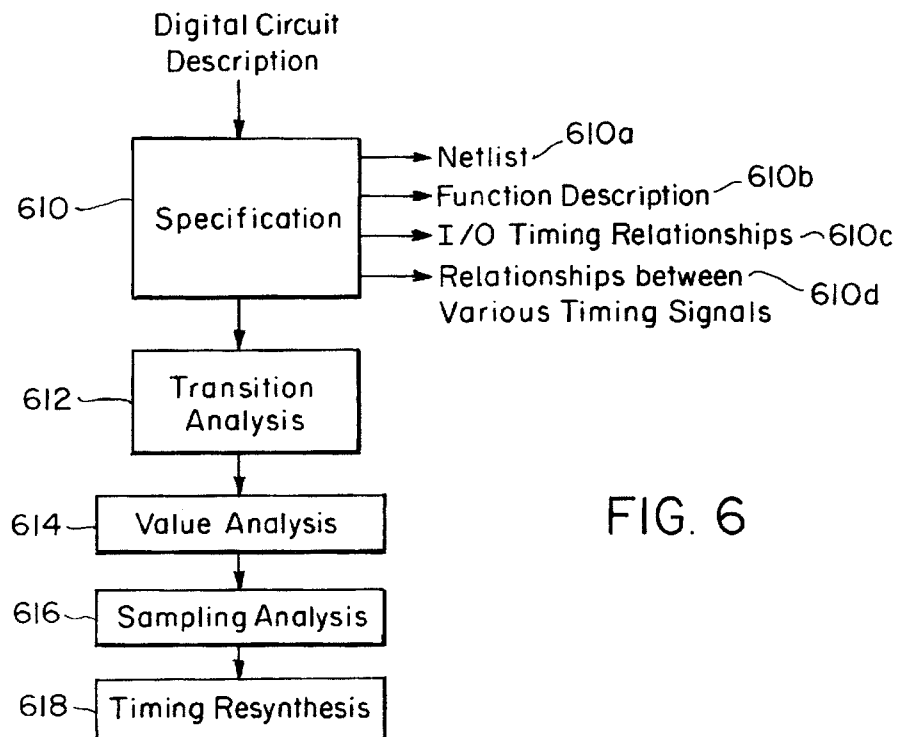 Digital Circuit
Description
610
Specification
Netlist
610a
Function Description
610b
I/O Timing Relationships
610c
Relationships between
Various Timing Signals
610d
612
Transition
Analysis
614
Value Analysis
FIG. 6
616
Sampling Analysis
618
Timing Resynthesis